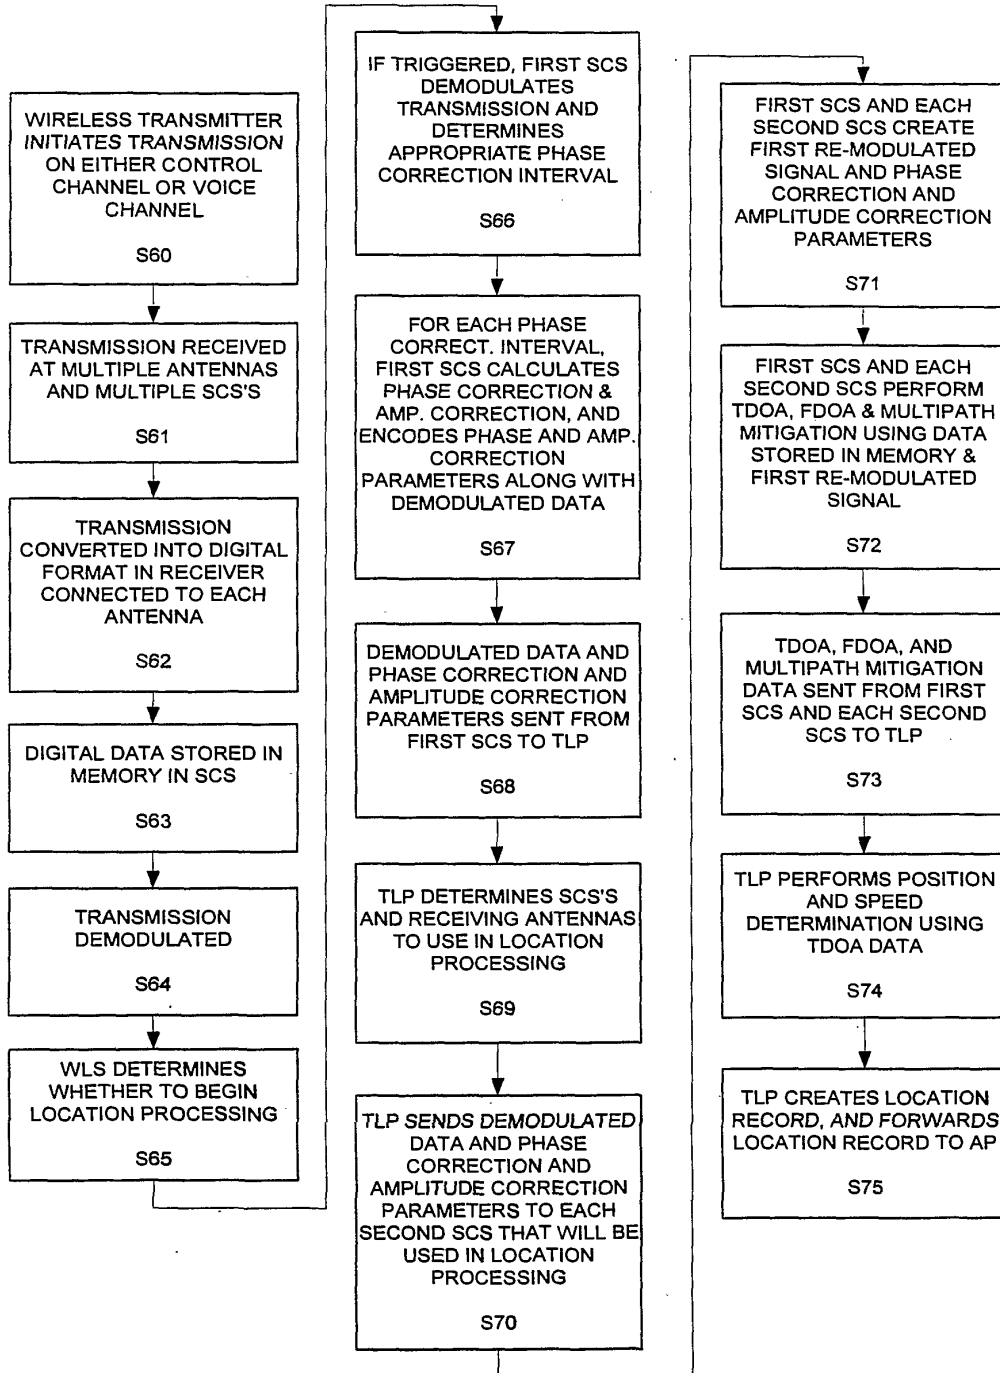 WIRELESS TRANSMITTER
INITIATES TRANSMISSION
ON EITHER CONTROL
CHANNEL OR VOICE
CHANNEL
S60
TRANSMISSION RECEIVED
AT MULTIPLE ANTENNAS
AND MULTIPLE SCS'S
S61
TRANSMISSION
CONVERTED INTO DIGITAL
FORMAT IN RECEIVER
CONNECTED TO EACH
ANTENNA
S62
DIGITAL DATA STORED IN
MEMORY IN SCS
S63
TRANSMISSION
DEMODULATED
S64
WLS DETERMINES
WHETHER TO BEGIN
LOCATION PROCESSING
S65
IF TRIGGERED, FIRST SCS
DEMODULATES
TRANSMISSION AND
DETERMINES
APPROPRIATE PHASE
CORRECTION INTERVAL
S66
FOR EACH PHASE
CORRECT. INTERVAL,
FIRST SCS CALCULATES
PHASE CORRECTION &
AMP. CORRECTION, AND
ENCODES PHASE AND AMP.
CORRECTION
PARAMETERS ALONG WITH
DEMODULATED DATA
S67
DEMODULATED DATA AND
PHASE CORRECTION AND
AMPLITUDE CORRECTION
PARAMETERS SENT FROM
FIRST SCS TO TLP
S68
TLP DETERMINES SCS'S
AND RECEIVING ANTENNAS
TO USE IN LOCATION
PROCESSING
S69
TLP SENDS DEMODULATED
DATA AND PHASE
CORRECTION AND
AMPLITUDE CORRECTION
PARAMETERS TO EACH
SECOND SCS THAT WILL BE
USED IN LOCATION
PROCESSING
S70
FIRST SCS AND EACH
SECOND SCS CREATE
FIRST RE-MODULATED
SIGNAL AND PHASE
CORRECTION AND
AMPLITUDE CORRECTION
PARAMETERS
S71
FIRST SCS AND EACH
SECOND SCS PERFORM
TDOA, FDOA & MULTIPATH
MITIGATION USING DATA
STORED IN MEMORY &
FIRST RE-MODULATED
SIGNAL
S72
TDOA, FDOA, AND
MULTIPATH MITIGATION
DATA SENT FROM FIRST
SCS AND EACH SECOND
SCS TO TLP
S73
TLP PERFORMS POSITION
AND SPEED
DETERMINATION USING
TDOA DATA
S74
TLP CREATES LOCATION
RECORD, AND FORWARDS
LOCATION RECORD TO AP
S75